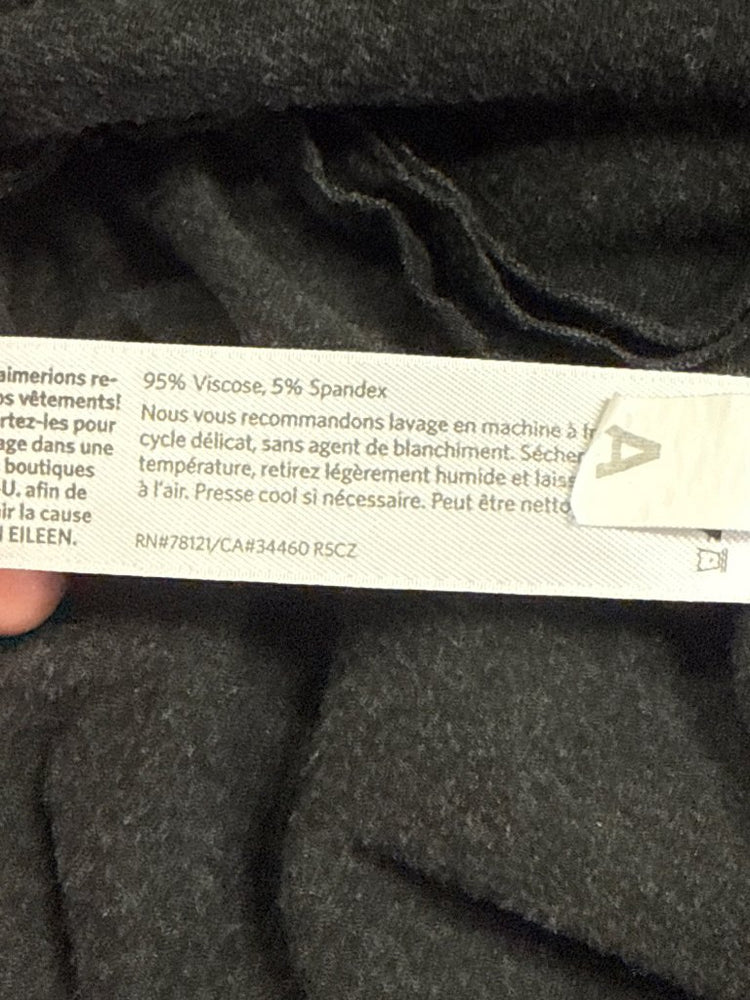 aimerions re-
os vêtements!
rtez-les pour
age dans une
boutiques
-U. afin de
ir la cause
EILEEN.
95% Viscose, 5% Spandex
Nous vous recommandons lavage en machine à fr
cycle délicat, sans agent de blanchiment. Sécher
température, retirez légèrement humide et laiss
à l'air. Presse cool si nécessaire. Peut être netto
RN#78121/CA#34460 R5CZ
A